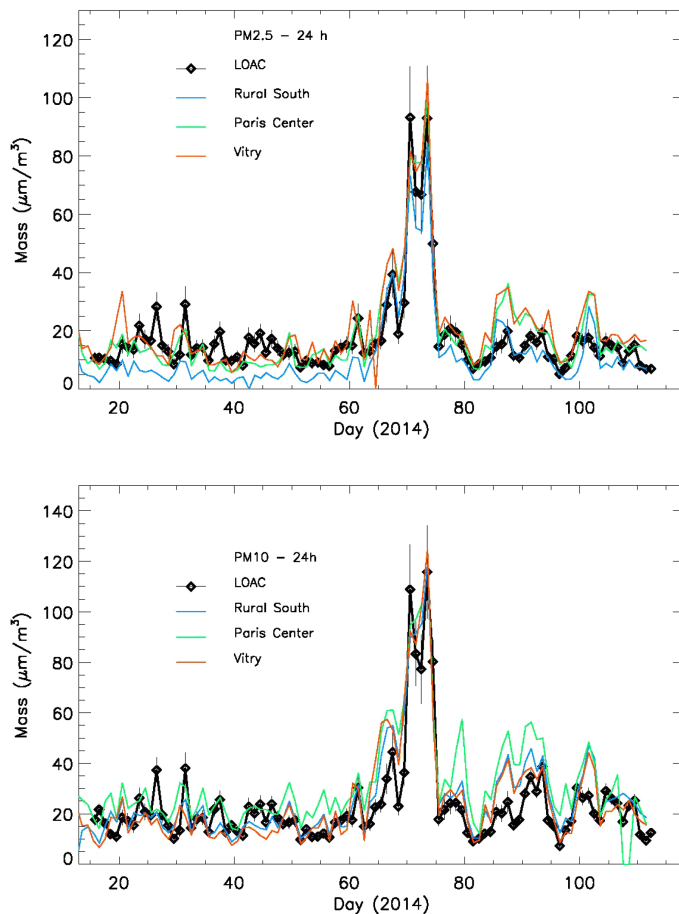 PM2.5 – 24 h
LOAC
Rural South
Paris Center
Vitry
Mass (μm/m³)
120
100
80
60
40
20
0
20 40 60 80 100
Day (2014)
PM10 – 24h
LOAC
Rural South
Paris Center
Vitry
Mass (μm/m³)
140
120
100
80
60
40
20
0
20 40 60 80 100
Day (2014)